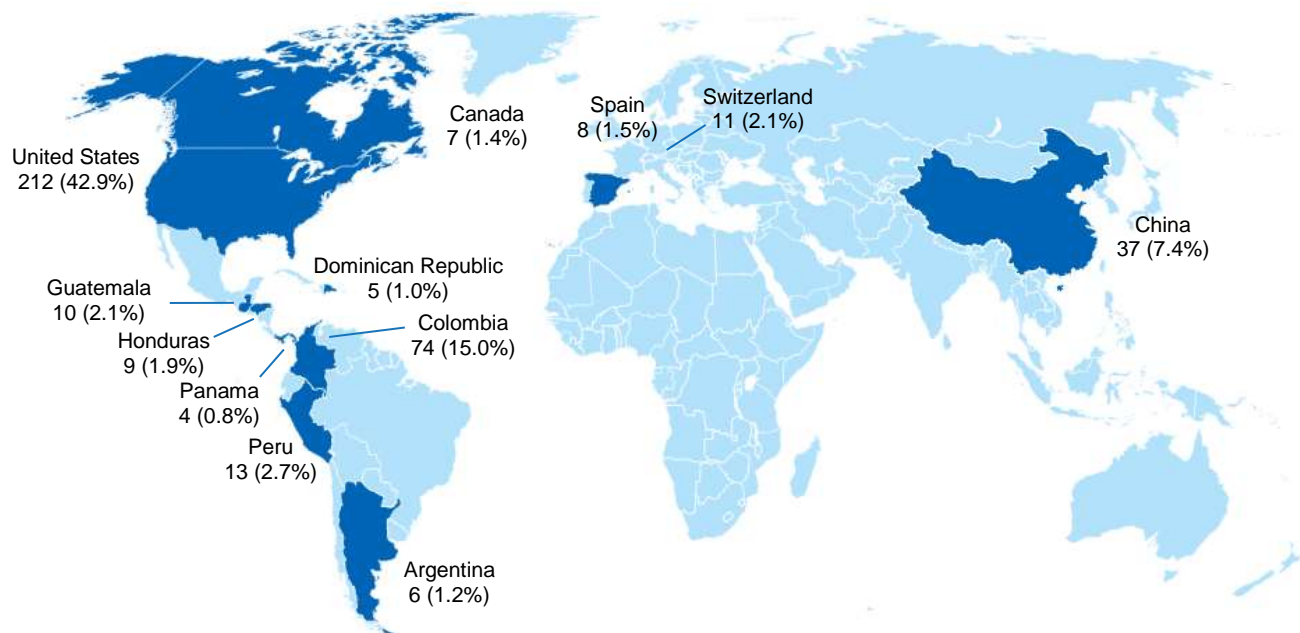 Canada
7 (1.4%)
Spain
8 (1.5%)
Switzerland
11 (2.1%)
United States
212 (42.9%)
China
37 (7.4%)
Dominican Republic
5 (1.0%)
Guatemala
10 (2.1%)
Colombia
74 (15.0%)
Honduras
9 (1.9%)
Panama
4 (0.8%)
Peru
13 (2.7%)
Argentina
6 (1.2%)